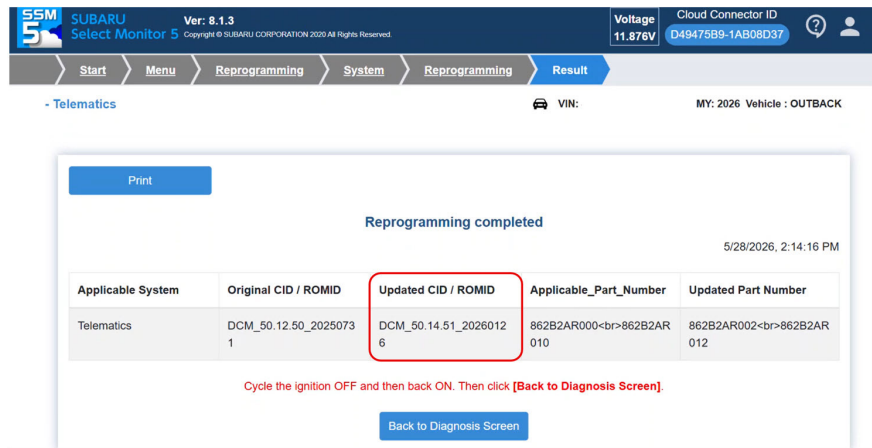 SSM
5
SUBARU
Select Monitor 5
Ver: 8.1.3
Copyright © SUBARU CORPORATION 2020 All Rights Reserved.
Voltage
11.876V
Cloud Connector ID
D49475B9-1AB08D37
Start
Menu
Reprogramming
System
Reprogramming
Result
- Telematics
VIN:
MY: 2026 Vehicle : OUTBACK
Print
Reprogramming completed
5/28/2026, 2:14:16 PM
Applicable System
Original CID / ROMID
Updated CID / ROMID
Applicable_Part_Number
Updated Part Number
Telematics
DCM_50.12.50_2025073
1
DCM_50.14.51_2026012
6
862B2AR000<br>862B2AR
010
862B2AR002<br>862B2AR
012
Cycle the ignition OFF and then back ON. Then click [Back to Diagnosis Screen].
Back to Diagnosis Screen